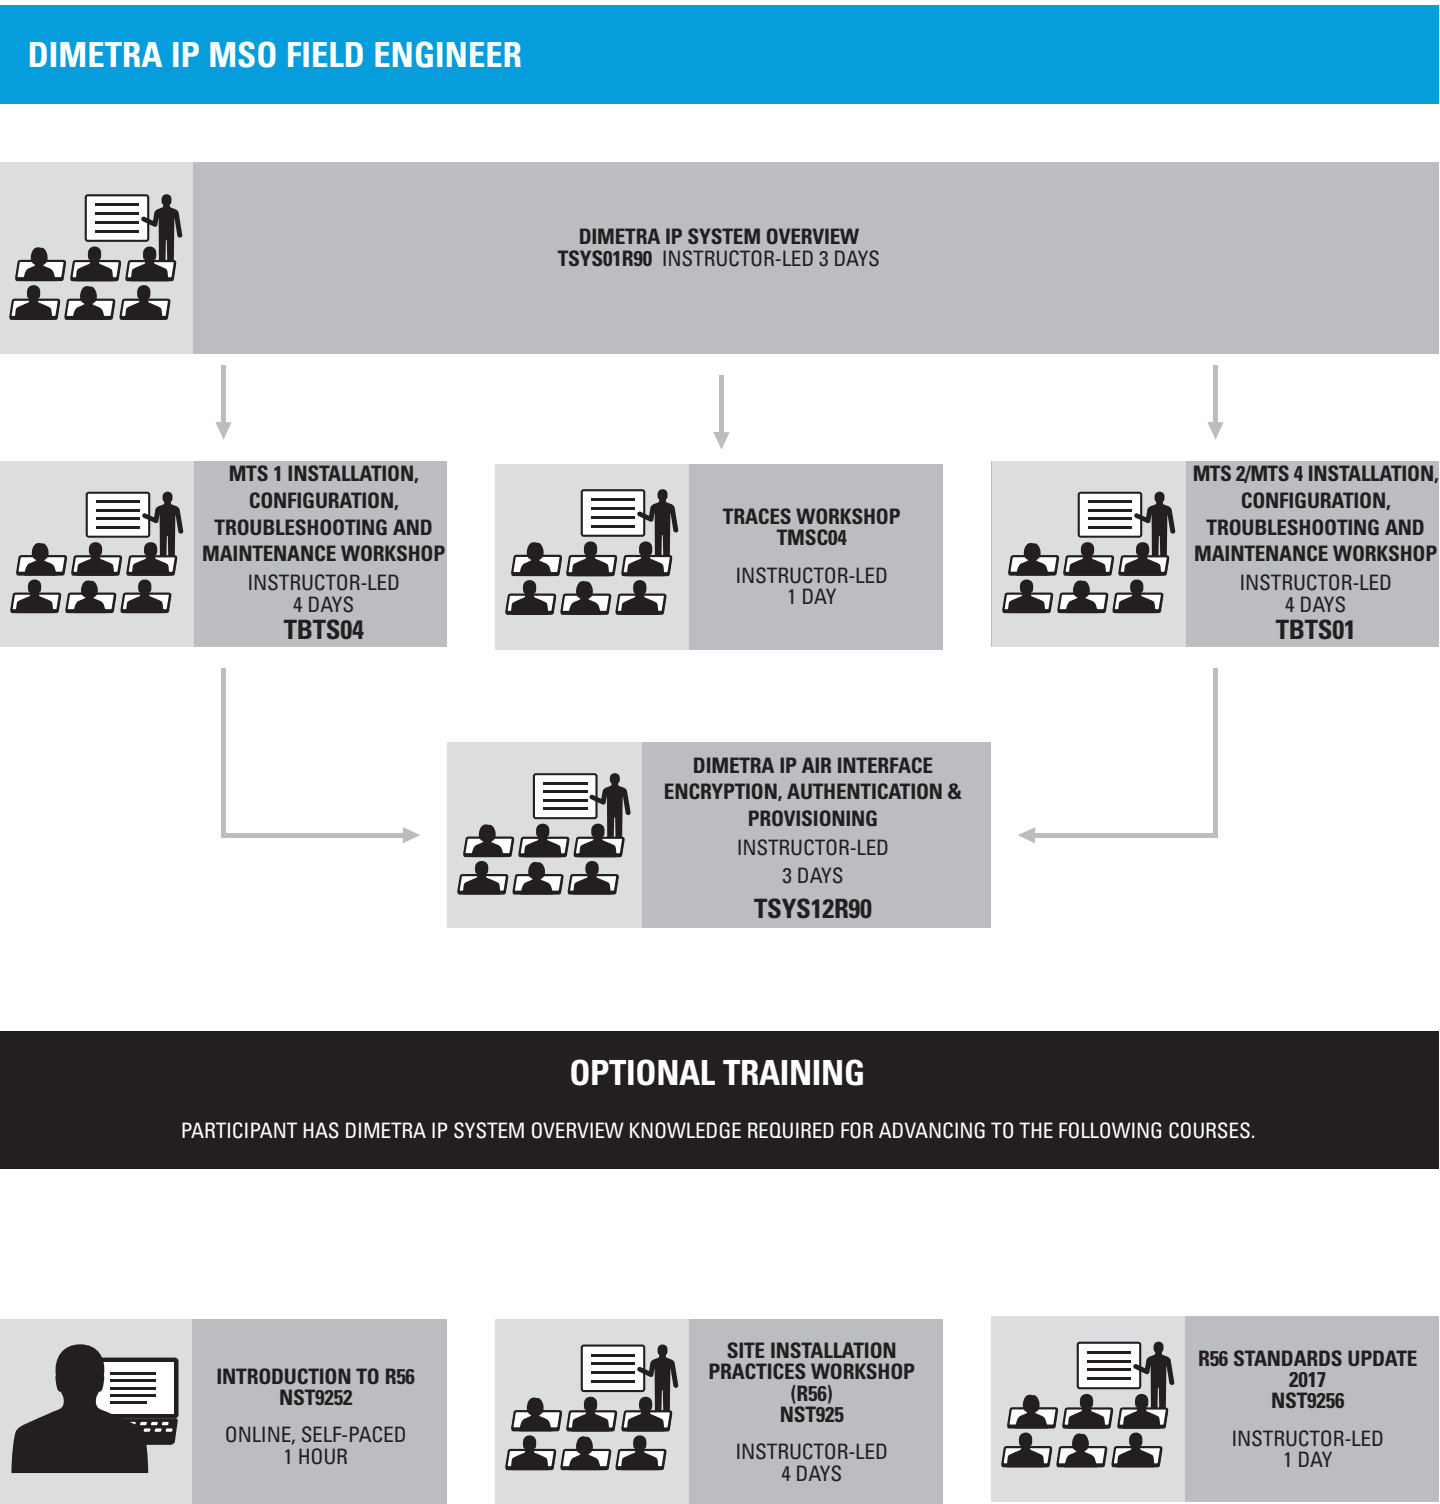 DIMETRA IP MSO FIELD ENGINEER
DIMETRA IP SYSTEM OVERVIEW
TSYS01R90 INSTRUCTOR-LED 3 DAYS
MTS 1 INSTALLATION,
CONFIGURATION,
TROUBLESHOOTING AND
MAINTENANCE WORKSHOP
INSTRUCTOR-LED
4 DAYS
TBTS04
TRACES WORKSHOP
TMSC04
INSTRUCTOR-LED
1 DAY
MTS 2/MTS 4 INSTALLATION,
CONFIGURATION,
TROUBLESHOOTING AND
MAINTENANCE WORKSHOP
INSTRUCTOR-LED
4 DAYS
TBTS01
DIMETRA IP AIR INTERFACE
ENCRYPTION, AUTHENTICATION &
PROVISIONING
INSTRUCTOR-LED
3 DAYS
TSYS12R90
OPTIONAL TRAINING
PARTICIPANT HAS DIMETRA IP SYSTEM OVERVIEW KNOWLEDGE REQUIRED FOR ADVANCING TO THE FOLLOWING COURSES.
INTRODUCTION TO R56
NST9252
ONLINE, SELF-PACED
1 HOUR
SITE INSTALLATION
PRACTICES WORKSHOP
(R56)
NST925
INSTRUCTOR-LED
4 DAYS
R56 STANDARDS UPDATE
2017
NST9256
INSTRUCTOR-LED
1 DAY